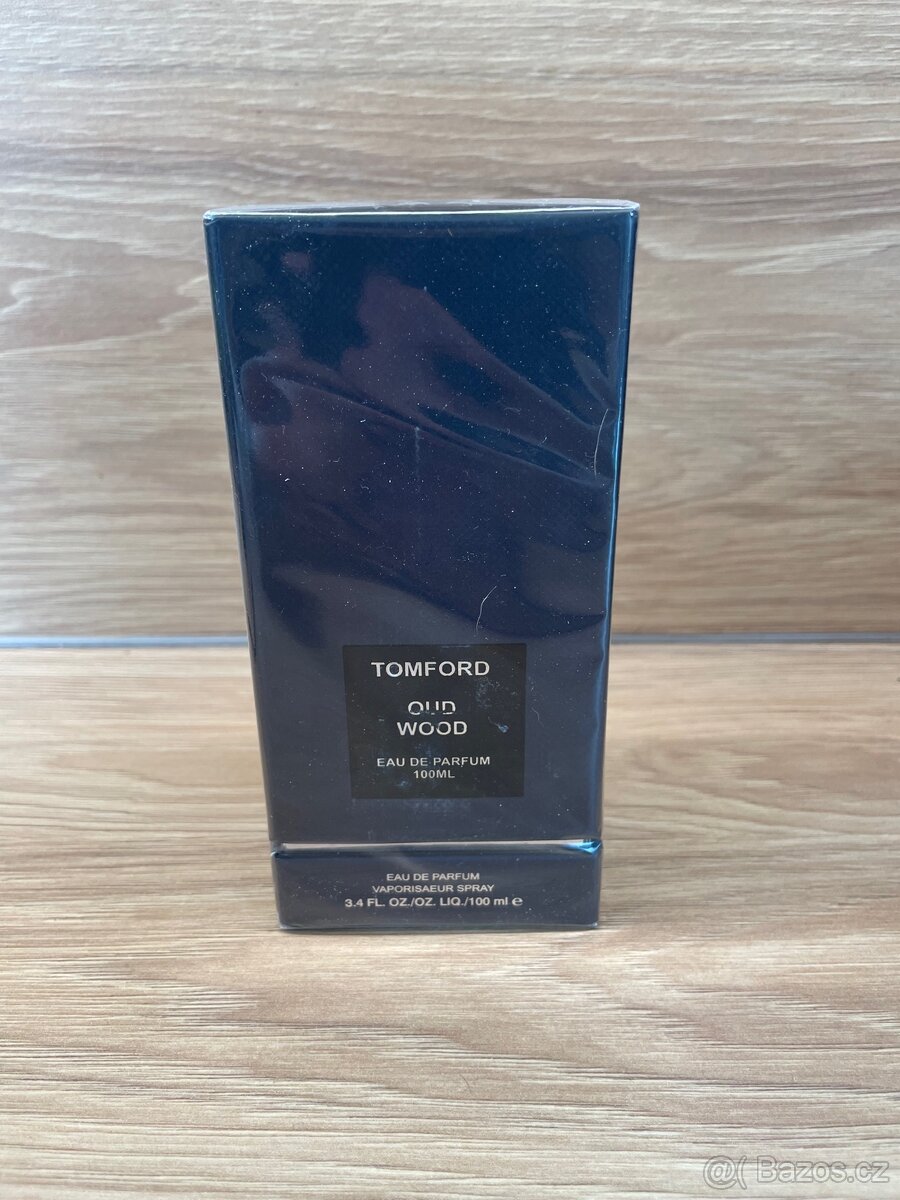 TOMFORD
OUD
WOOD
EAU DE PARFUM
100ML
EAU DE PARFUM
VAPORISAEUR SPRAY
3.4 FL. OZ./OZ. LIQ./100 ml e
@( Bazos.cz